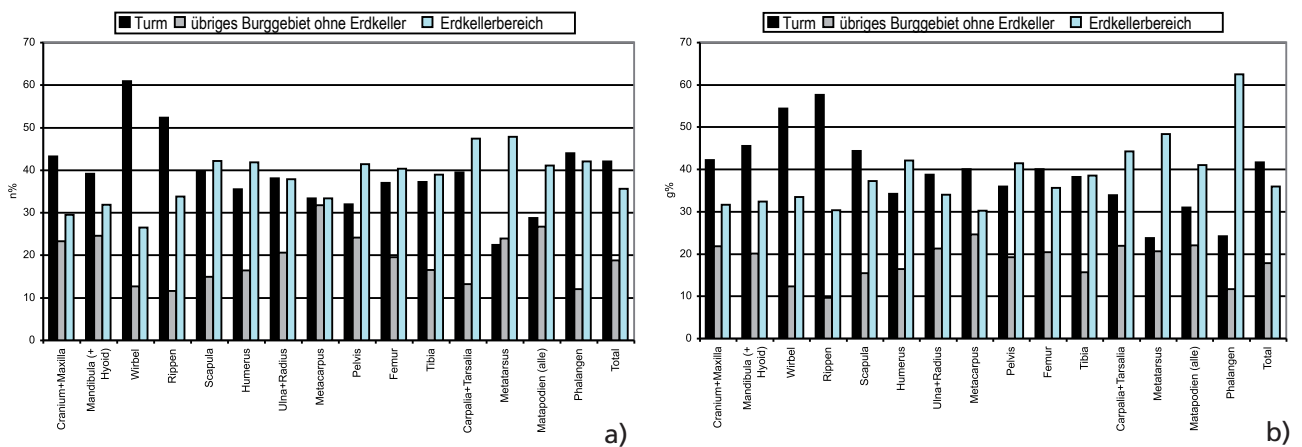 Turm übriges Burggebiet ohne Erdkeller Erdkellerbereich
70
60
50
40
30
20
10
0
n%
Cranium+Maxilla
Mandibula (+
Hyoid)
Wirbel
Rippen
Scapula
Humerus
Ulna+Radius
Metacarpus
Pelvis
Femur
Tibia
Carpalia+Tarsalia
Metatarsus
Matapodien (alle)
Phalangen
Total
a)
Turm übriges Burggebiet ohne Erdkeller Erdkellerbereich
70
60
50
40
30
20
10
0
g%
Cranium+Maxilla
Mandibula (+
Hyoid)
Wirbel
Rippen
Scapula
Humerus
Ulna+Radius
Metacarpus
Pelvis
Femur
Tibia
Carpalia+Tarsalia
Metatarsus
Matapodien (alle)
Phalangen
Total
b)